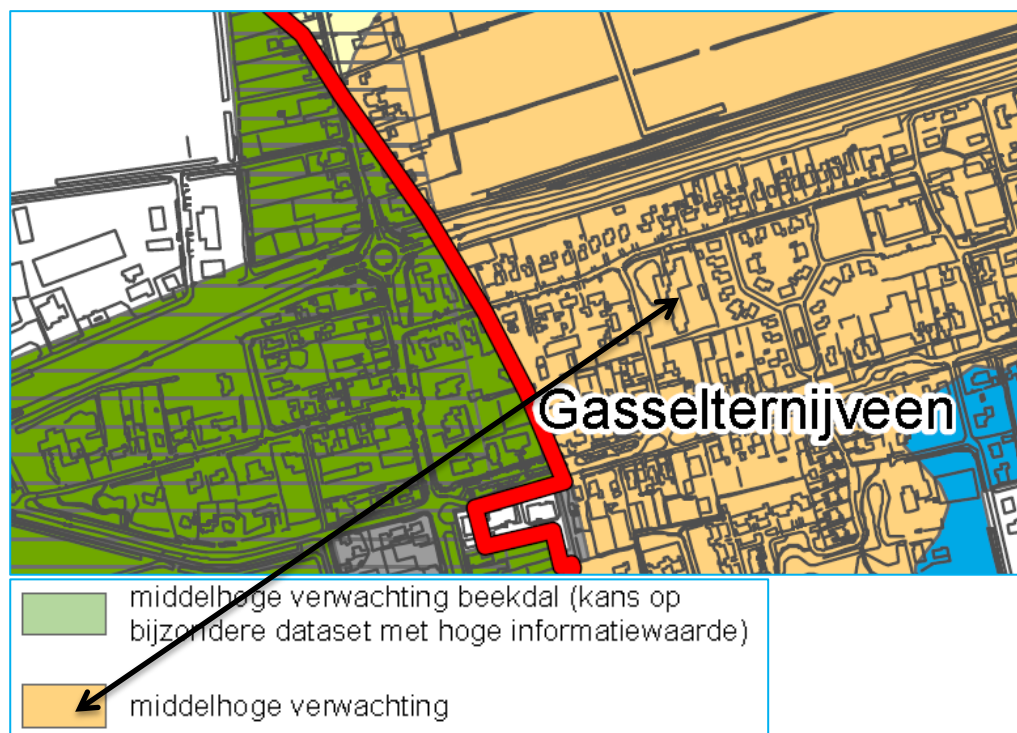 Gasselternijveen
middelhoge verwachting beekdal (kans op
bijzondere dataset met hoge informatiewaarde)
middelhoge verwachting